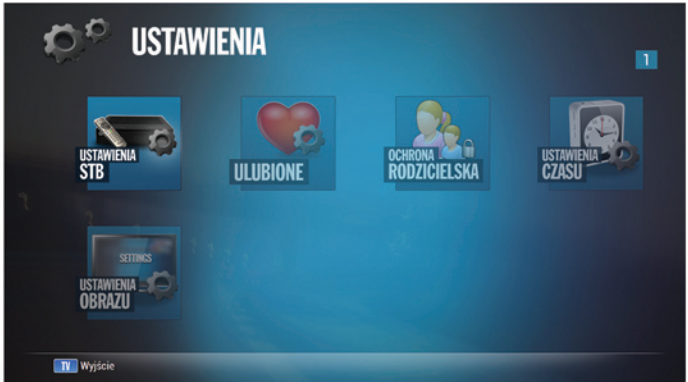 USTAWIENIA
1
USTAWIENIA
STB
ULUBIONE
OCHRONA
RODZICIELSKA
USTAWIENIA
CZASU
SETTINGS
USTAWIENIA
OBRAZU
TV Wyjście